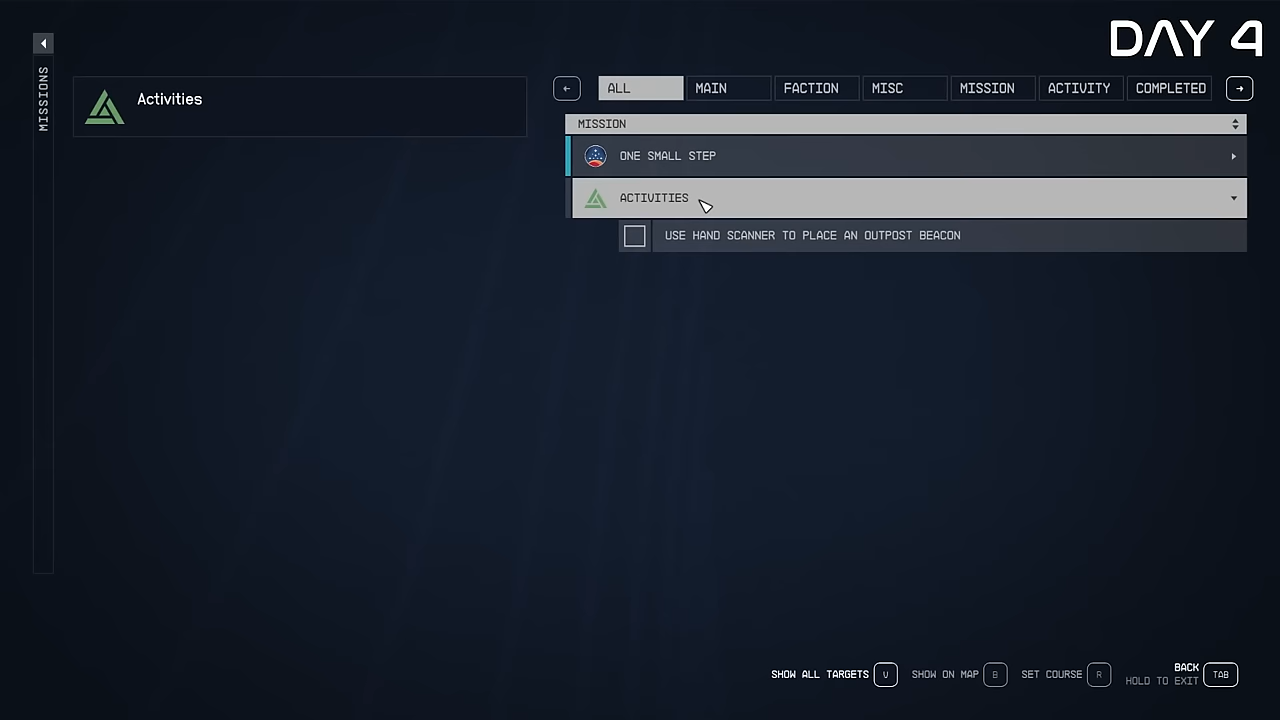 DAY 4
MISSIONS
Activities
ALL
MAIN
FACTION
MISC
MISSION
ACTIVITY
COMPLETED
MISSION
ONE SMALL STEP
ACTIVITIES
USE HAND SCANNER TO PLACE AN OUTPOST BEACON
SHOW ALL TARGETS V
SHOW ON MAP B
SET COURSE R
BACK
HOLD TO EXIT TAB